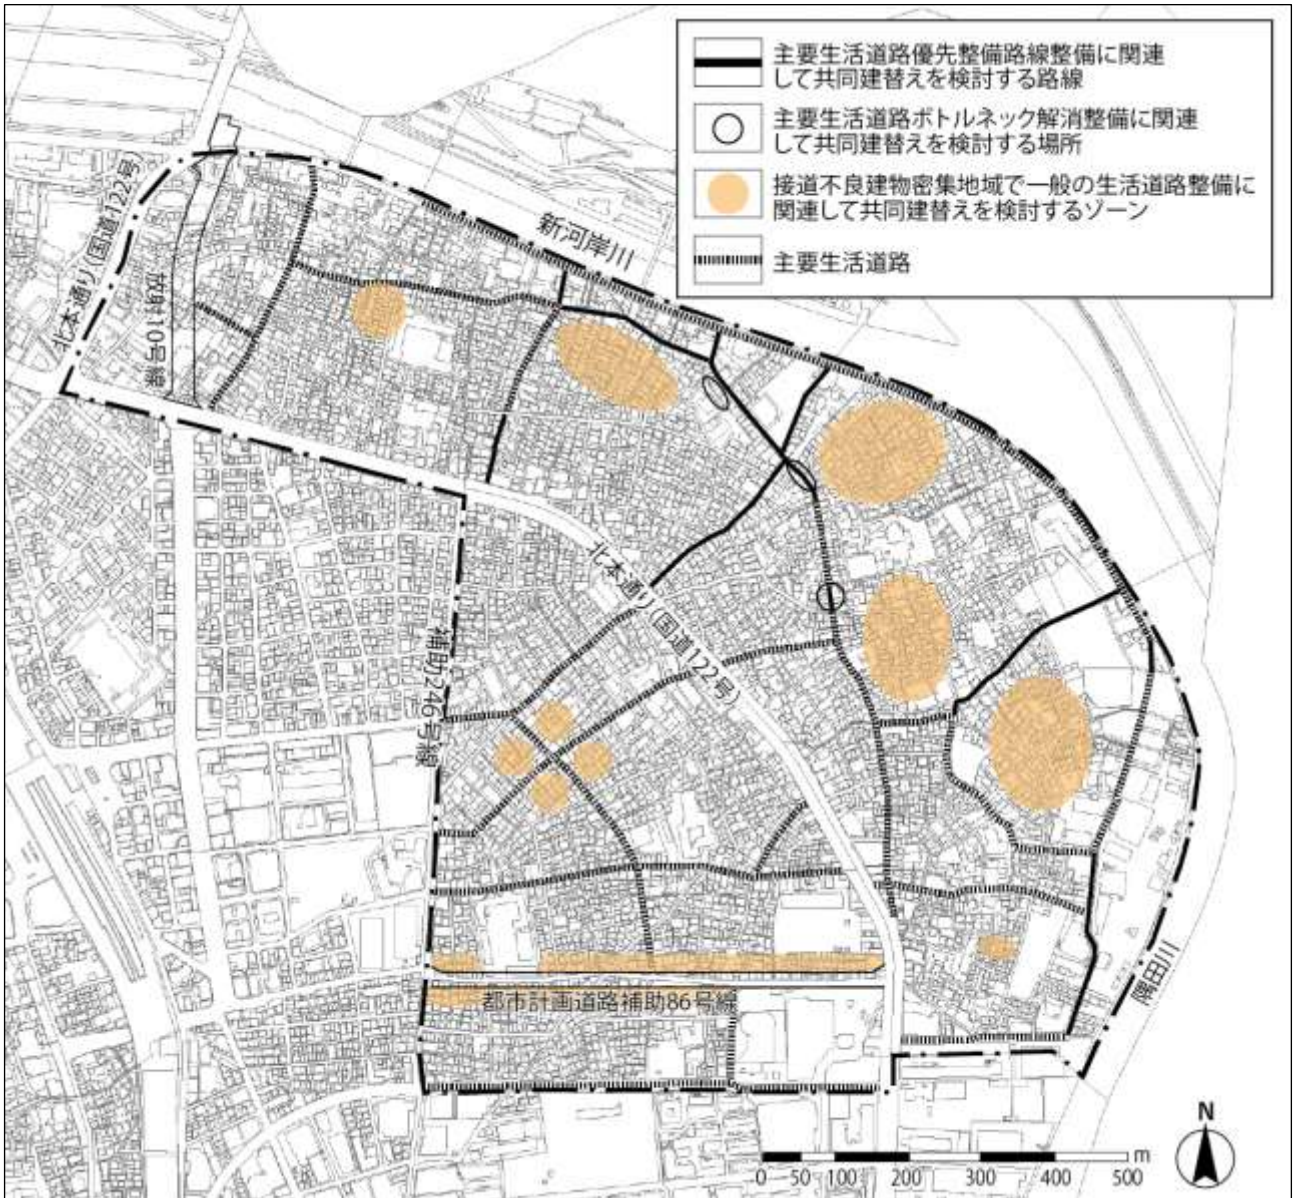 主要生活道路優先整備路線整備に関連
して共同建替えを検討する路線
主要生活道路ボトルネック解消整備に関連
して共同建替えを検討する場所
接道不良建物密集地域で一般の生活道路整備に
関連して共同建替えを検討するゾーン
主要生活道路
新河岸川
北本通り(国道122号)
放射10号線
北本通り(国道122号)
補助246号線
隅田川
都市計画道路補助86号線
N
0 50 100 200 300 400 500 m